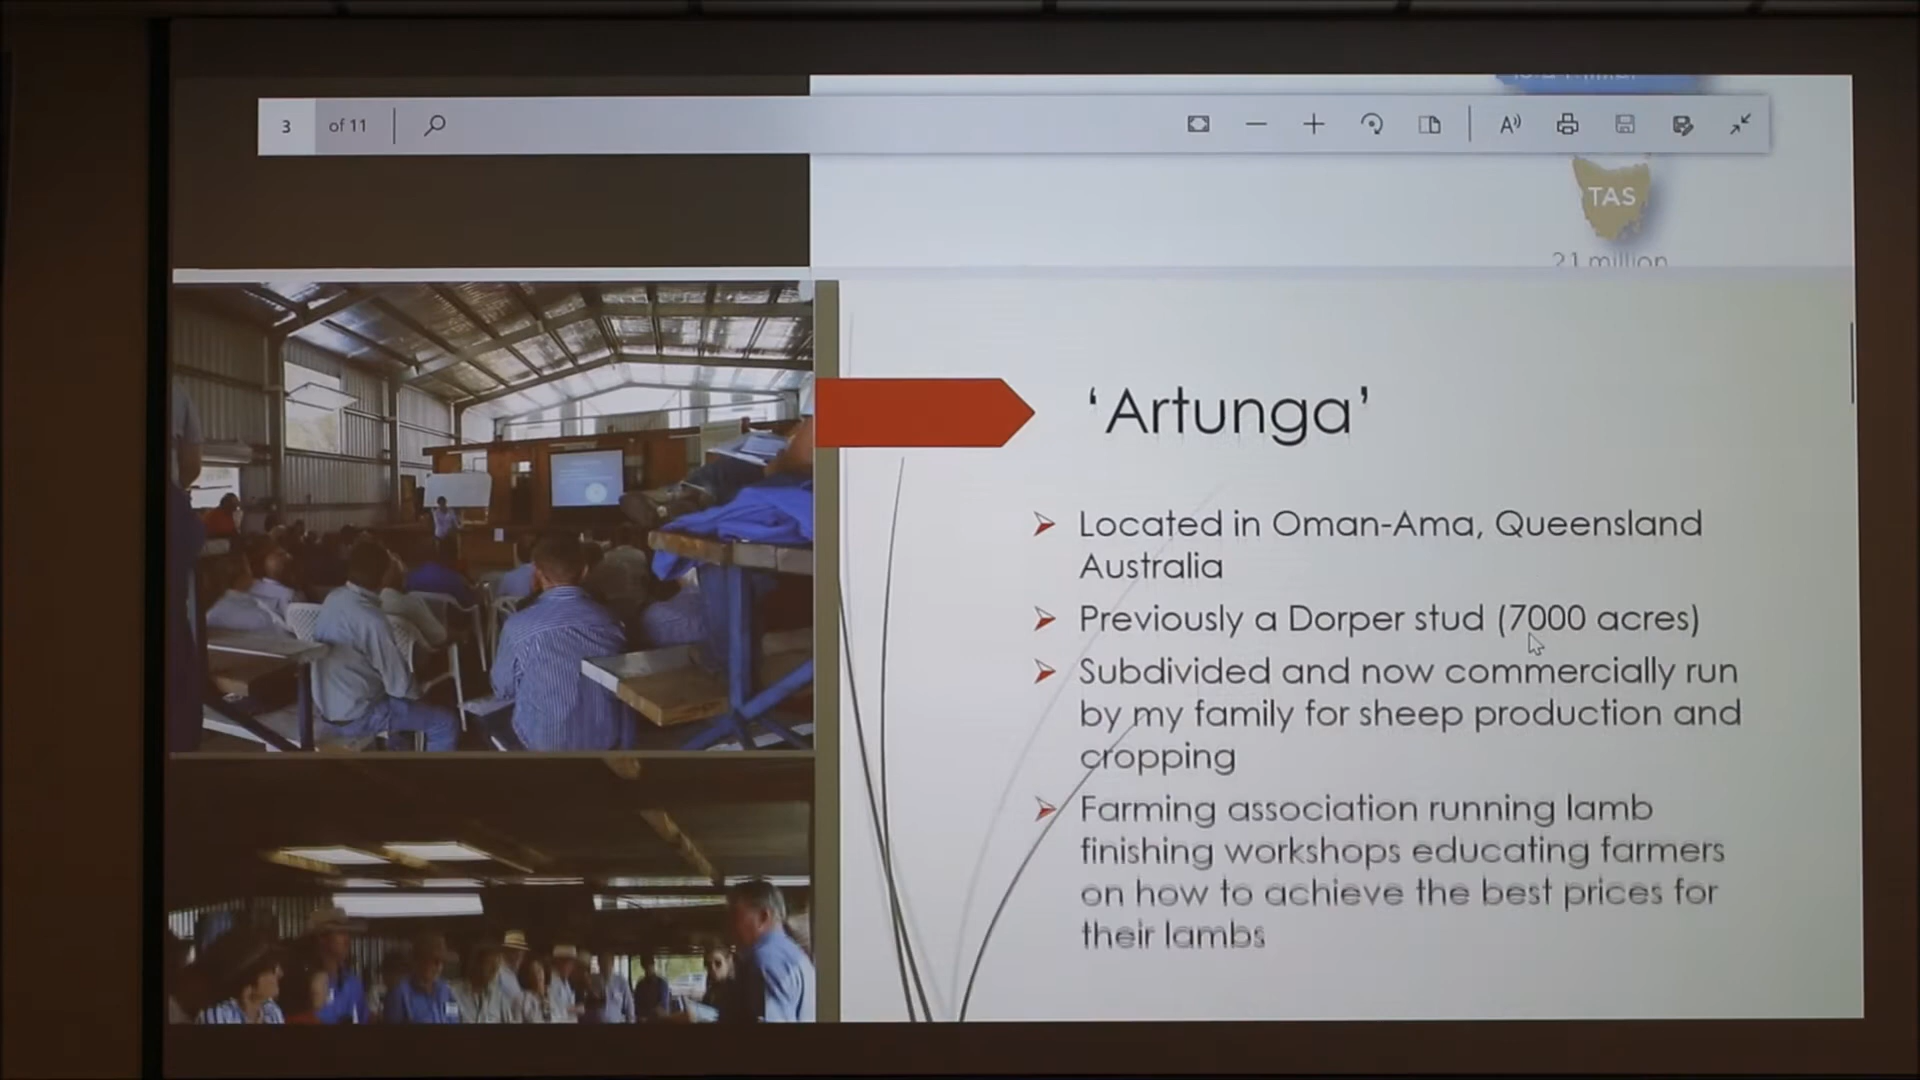 3 of 11
TAS
21 million
‘Artunga’
Located in Oman-Ama, Queensland
Australia
Previously a Dorper stud (7000 acres)
Subdivided and now commercially run
by my family for sheep production and
cropping
Farming association running lamb
finishing workshops educating farmers
on how to achieve the best prices for
their lambs